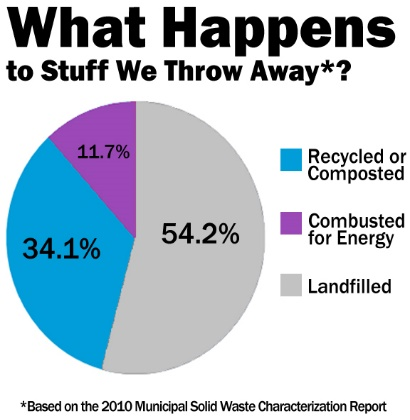 What Happens
to Stuff We Throw Away*?
11.7%
34.1%
54.2%
Recycled or
Composted
Combusted
for Energy
Landfilled
*Based on the 2010 Municipal Solid Waste Characterization Report